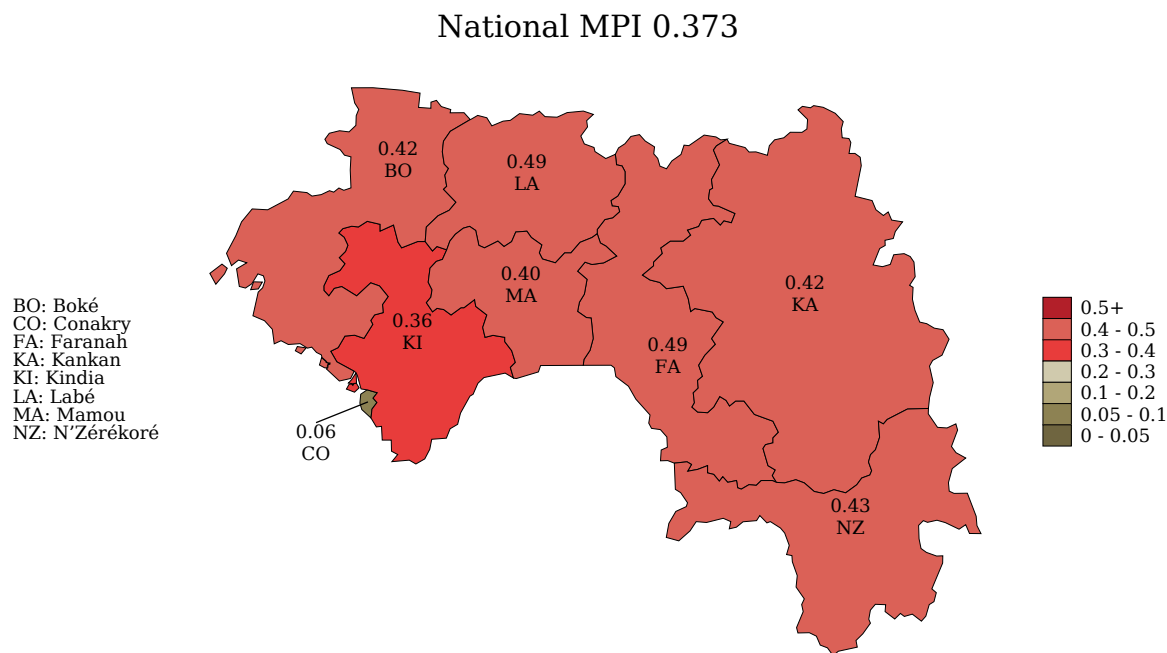 National MPI 0.373
0.42
BO
0.49
LA
0.40
MA
0.42
KA
0.36
KI
0.49
FA
0.06
CO
0.43
NZ
BO: Boké
CO: Conakry
FA: Faranah
KA: Kankan
KI: Kindia
LA: Labé
MA: Mamou
NZ: N’Zérékoré
0.5+
0.4 - 0.5
0.3 - 0.4
0.2 - 0.3
0.1 - 0.2
0.05 - 0.1
0 - 0.05